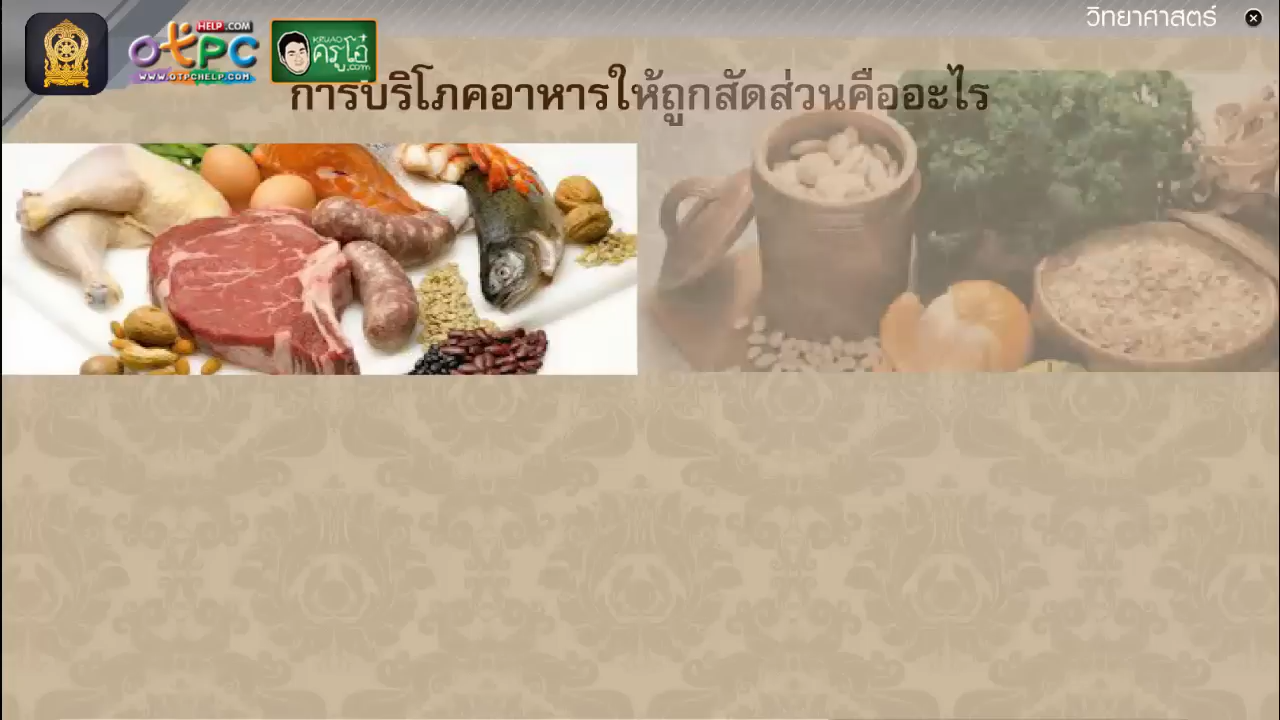 วิทยาศาสตร์
HELP.COM
OTPC
WWW.OTPCHELP.COM
KRUAO
ครูโอ๋
.com
การบริโภคอาหารให้ถูกสัดส่วนคืออะไร